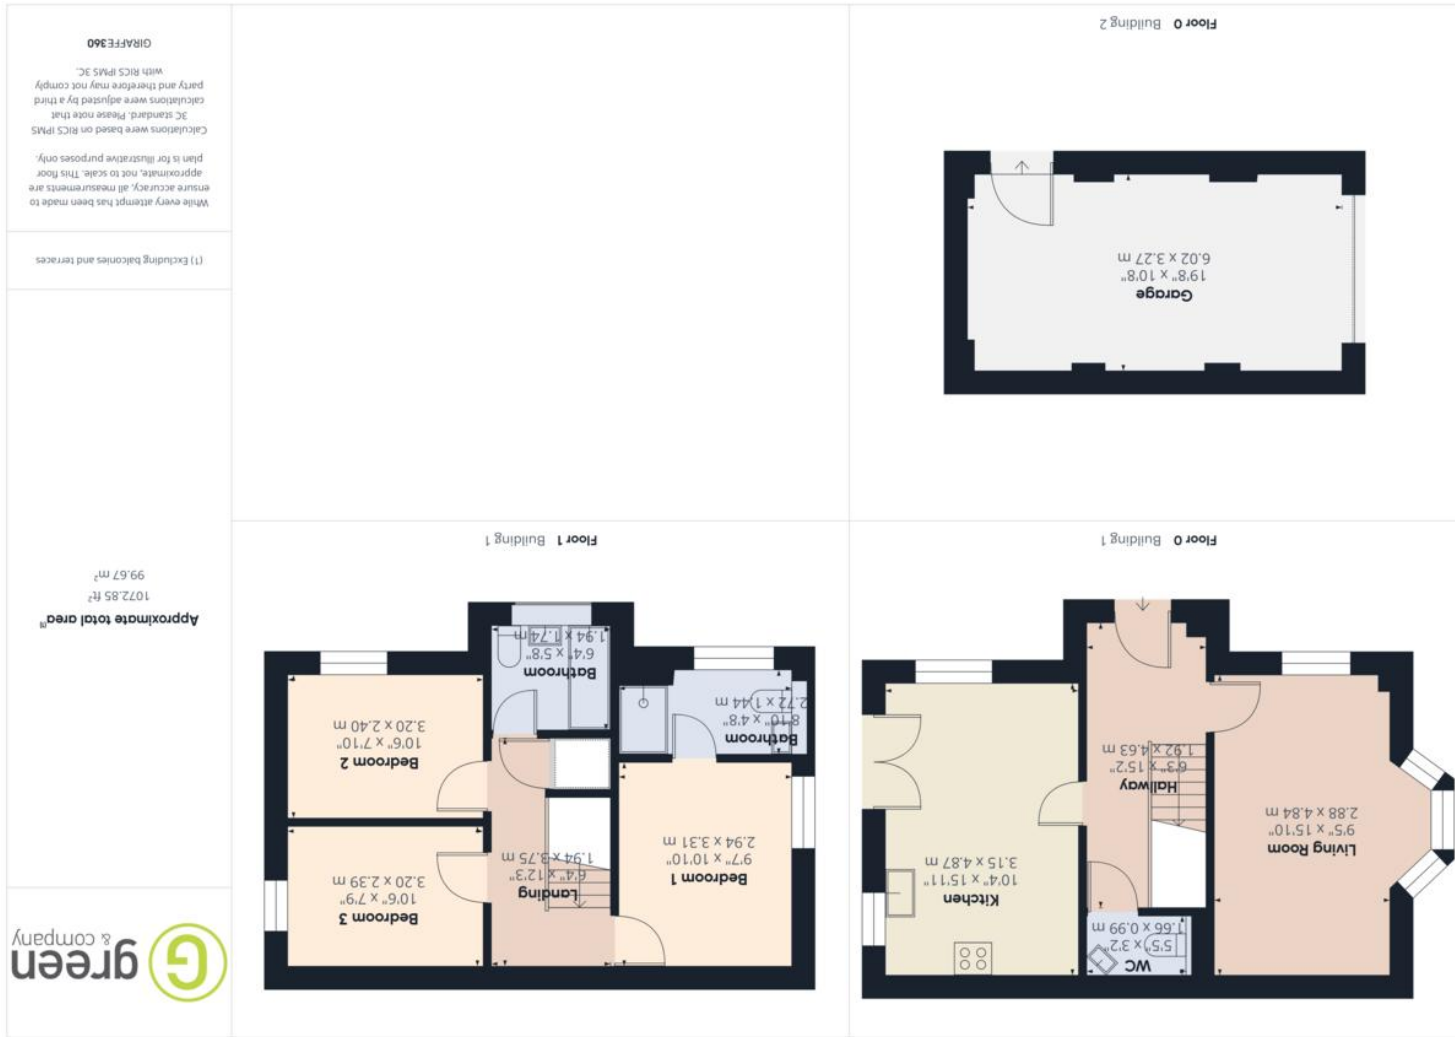 WC
5'5" x 3'2"
1.66 x 0.99 m
Living Room
9'5" x 15'10"
2.88 x 4.84 m
Kitchen
10'4" x 15'11"
3.15 x 4.87 m
Hallway
6'3" x 15'2"
1.92 x 4.63 m
Floor 0 Building 1
Bedroom 1
9'7" x 10'10"
2.94 x 3.31 m
Landing
6'4" x 12'3"
1.94 x 3.75 m
Bedroom 3
10'6" x 7'9"
3.20 x 2.39 m
Bedroom 2
10'6" x 7'10"
3.20 x 2.40 m
Bathroom
8'10" x 4'8"
2.72 x 1.44 m
Bathroom
6'4" x 5'8"
1.94 x 1.74 m
Floor 1 Building 1
Garage
19'8" x 10'8"
6.02 x 3.27 m
Floor 0 Building 2
G green
& company
Approximate total area(1)
1072.85 ft²
99.67 m²
(1) Excluding balconies and terraces
While every attempt has been made to
ensure accuracy, all measurements are
approximate, not to scale. This floor
plan is for illustrative purposes only.
Calculations were based on RICS IPMS
3C standard. Please note that
calculations were adjusted by a third
party and therefore may not comply
with RICS IPMS 3C.
GIRAFFE360